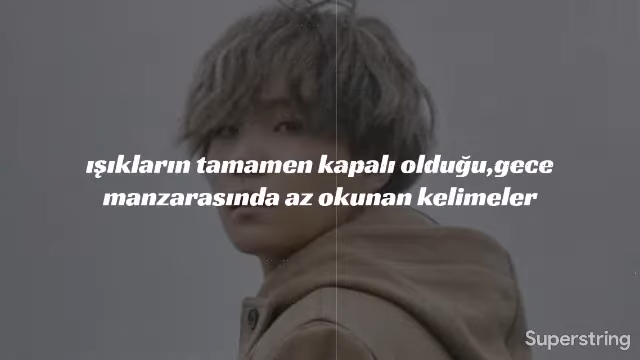 ışıkların tamamen kapalı olduğu,gece
manzarasında az okunan kelimeler
Superstring